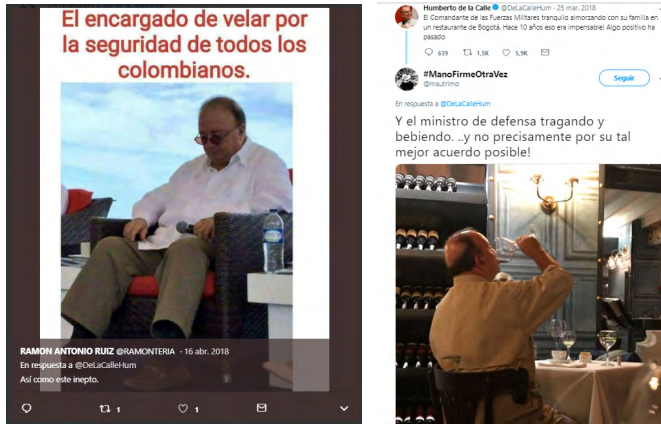 El encargado de velar por
la seguridad de todos los
colombianos.
RAMON ANTONIO RUIZ @RAMONTERIA · 16 abr. 2018
En respuesta a @DeLaCalleHum
Así como este inepto.
1
1
Humberto de la Calle @DeLaCalleHum · 25 mar. 2018
El Comandante de las Fuerzas Militares tranquilo almorzando con su familia en
un restaurante de Bogotá. Hace 10 años eso era impensable! Algo positivo ha
pasado
639
1,5K
5,9K
#ManoFirmeOtraVez
@mautrimo
Seguir
En respuesta a @DeLaCalleHum
Y el ministro de defensa tragando y
bebiendo. ..y no precisamente por su tal
mejor acuerdo posible!